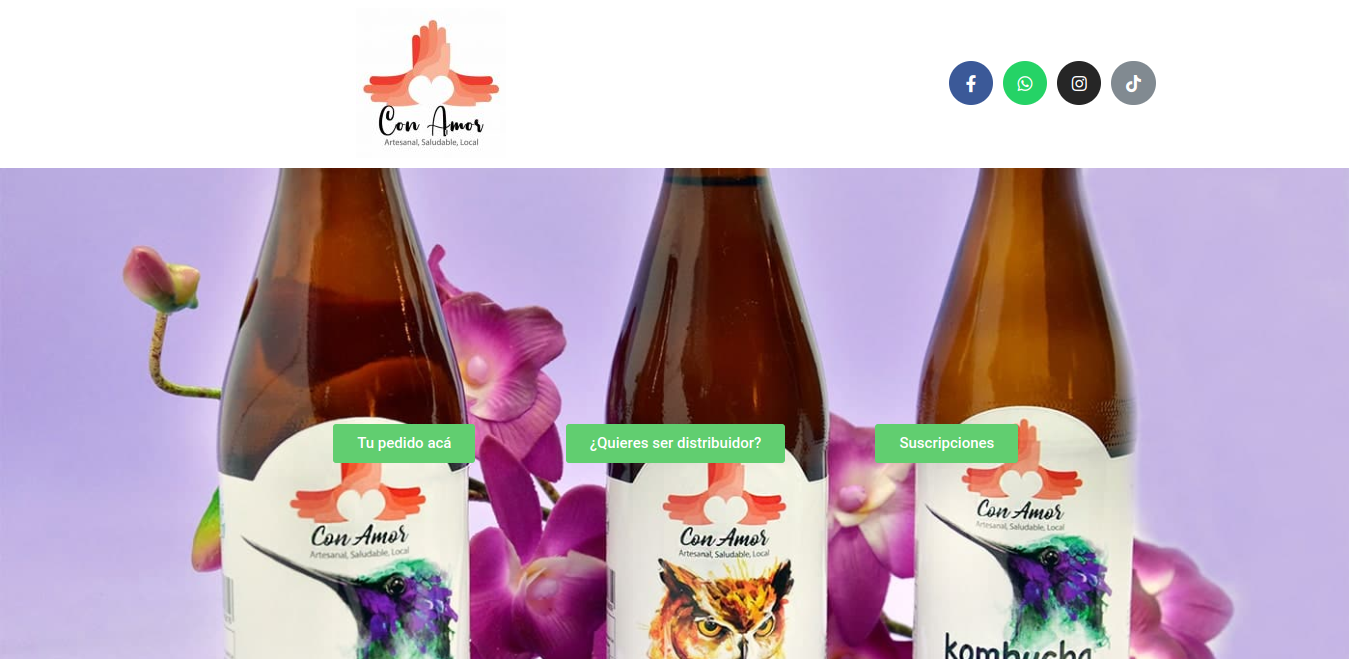 Con Amor
Artesanal, Saludable, Local
Tu pedido acá
¿Quieres ser distribuidor?
Suscripciones
Con Amor
Artesanal, Saludable, Local
Con Amor
Artesanal, Saludable, Local
Con Amor
Artesanal, Saludable, Local
kombucha